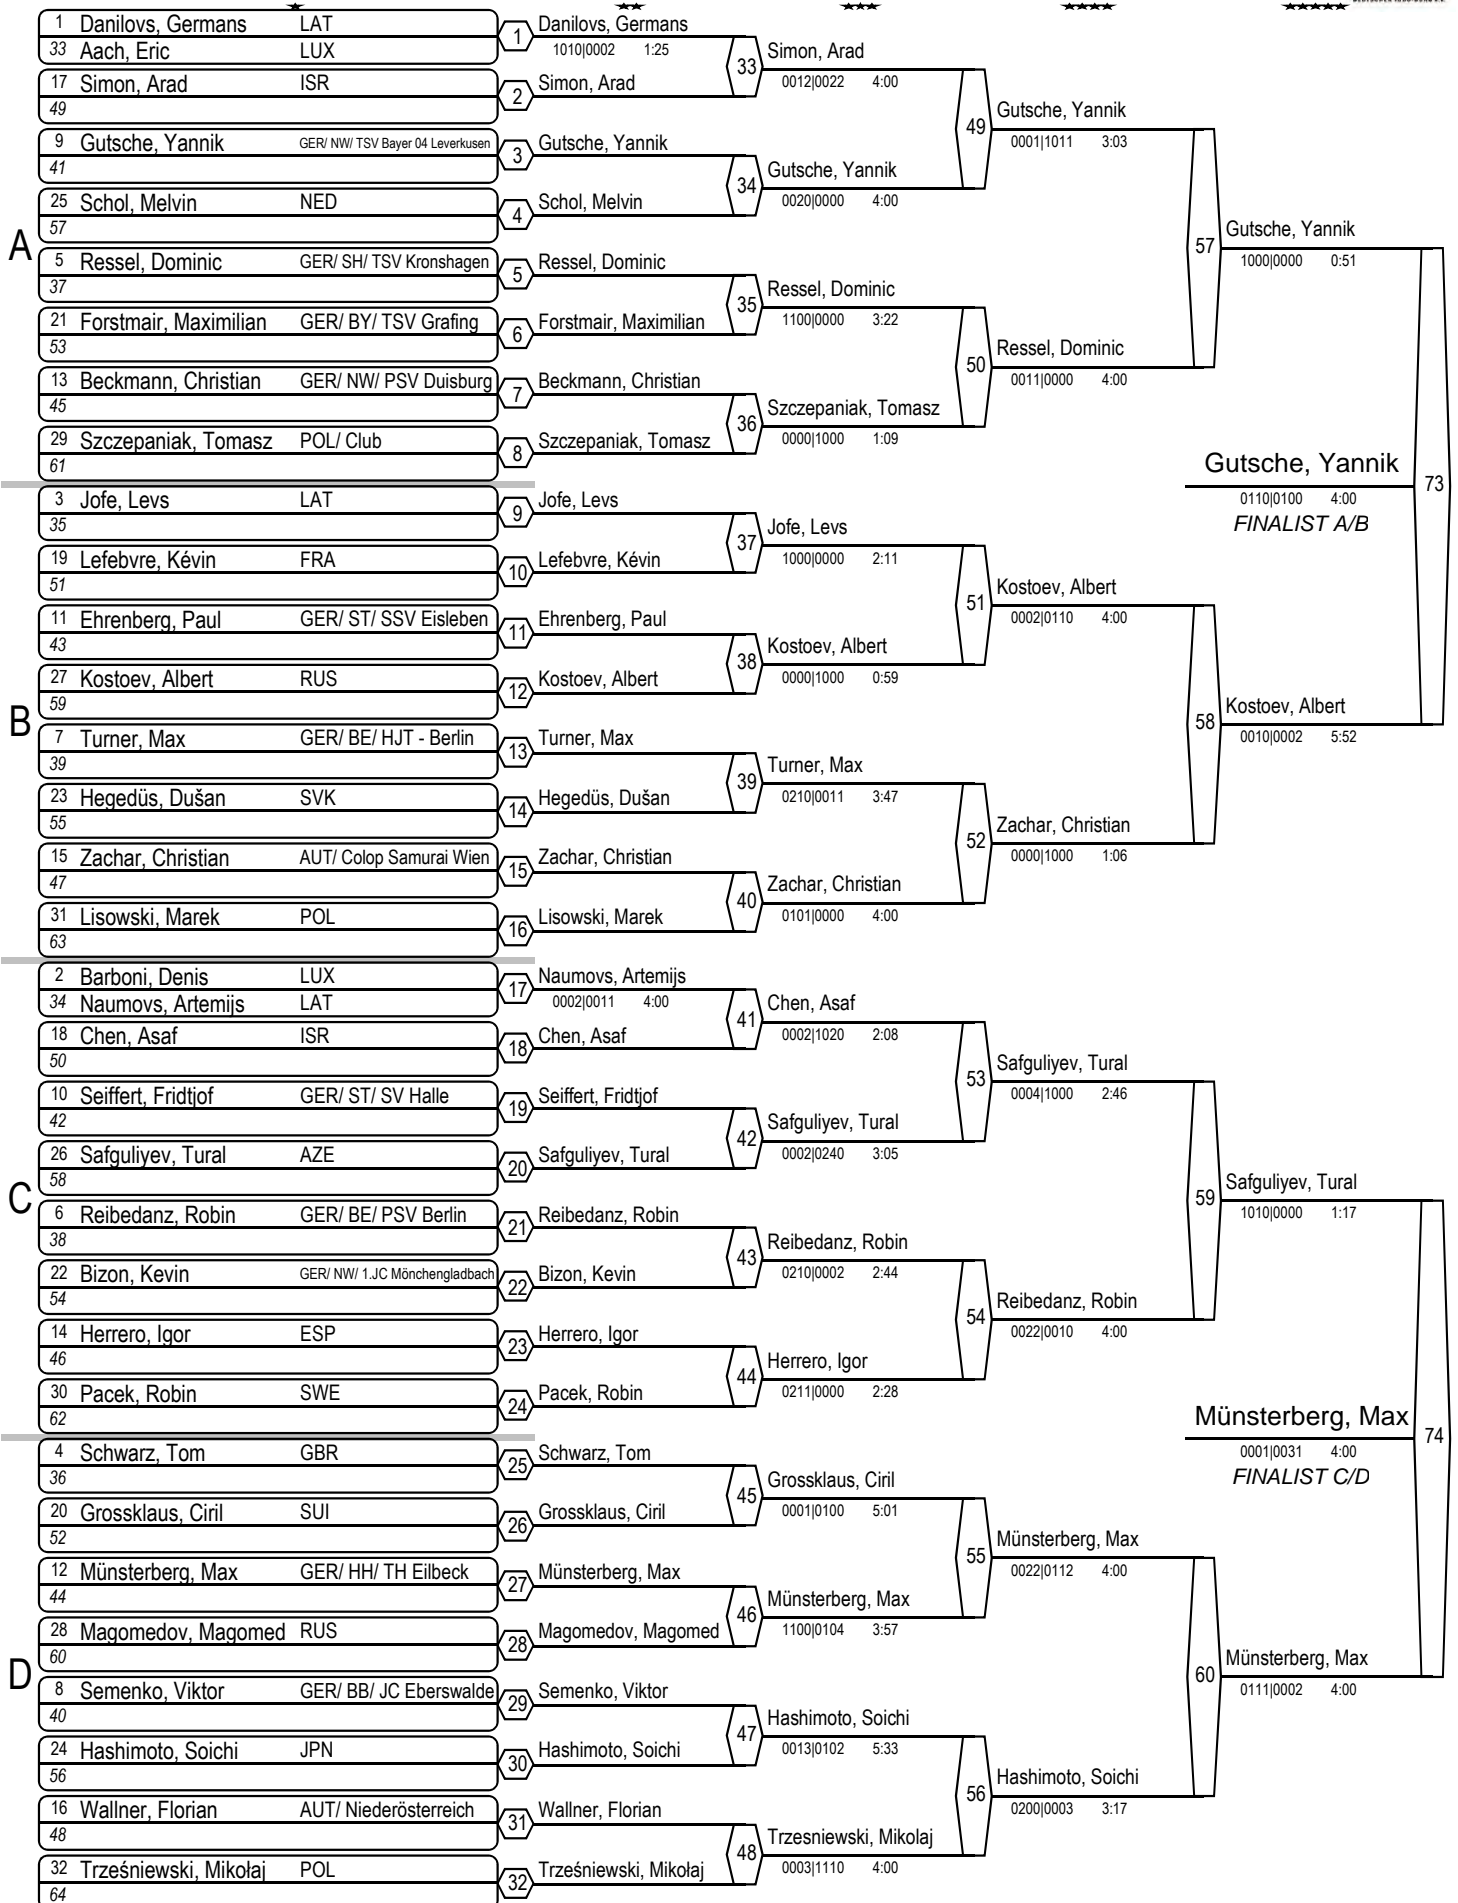 A
1 Danilovs, Germans LAT
33 Aach, Eric LUX
17 Simon, Arad ISR
49
9 Gutsche, Yannik GER/ NW/ TSV Bayer 04 Leverkusen
41
25 Schol, Melvin NED
57
5 Ressel, Dominic GER/ SH/ TSV Kronshagen
37
21 Forstmair, Maximilian GER/ BY/ TSV Grafing
53
13 Beckmann, Christian GER/ NW/ PSV Duisburg
45
29 Szczepaniak, Tomasz POL/ Club
61
B
3 Jofe, Levs LAT
35
19 Lefebvre, Kévin FRA
51
11 Ehrenberg, Paul GER/ ST/ SSV Eisleben
43
27 Kostoev, Albert RUS
59
7 Turner, Max GER/ BE/ HJT - Berlin
39
23 Hegedüs, Dušan SVK
55
15 Zachar, Christian AUT/ Colop Samurai Wien
47
31 Lisowski, Marek POL
63
C
2 Barboni, Denis LUX
34 Naumovs, Artemijs LAT
18 Chen, Asaf ISR
50
10 Seiffert, Fridtjof GER/ ST/ SV Halle
42
26 Safguliyev, Tural AZE
58
6 Reibedanz, Robin GER/ BE/ PSV Berlin
38
22 Bizon, Kevin GER/ NW/ 1.JC Mönchengladbach
54
14 Herrero, Igor ESP
46
30 Pacek, Robin SWE
62
D
4 Schwarz, Tom GBR
36
20 Grossklaus, Ciril SUI
52
12 Münsterberg, Max GER/ HH/ TH Eilbeck
44
28 Magomedov, Magomed RUS
60
8 Semenko, Viktor GER/ BB/ JC Eberswalde
40
24 Hashimoto, Soichi JPN
56
16 Wallner, Florian AUT/ Niederösterreich
48
32 Trześniewski, Mikołaj POL
64
1 Danilovs, Germans
1010|0002 1:25
2 Simon, Arad
3 Gutsche, Yannik
4 Schol, Melvin
5 Ressel, Dominic
6 Forstmair, Maximilian
7 Beckmann, Christian
8 Szczepaniak, Tomasz
9 Jofe, Levs
10 Lefebvre, Kévin
11 Ehrenberg, Paul
12 Kostoev, Albert
13 Turner, Max
14 Hegedüs, Dušan
15 Zachar, Christian
16 Lisowski, Marek
17 Naumovs, Artemijs
0002|0011 4:00
18 Chen, Asaf
19 Seiffert, Fridtjof
20 Safguliyev, Tural
21 Reibedanz, Robin
22 Bizon, Kevin
23 Herrero, Igor
24 Pacek, Robin
25 Schwarz, Tom
26 Grossklaus, Ciril
27 Münsterberg, Max
28 Magomedov, Magomed
29 Semenko, Viktor
30 Hashimoto, Soichi
31 Wallner, Florian
32 Trześniewski, Mikołaj
33 Simon, Arad
0012|0022 4:00
34 Gutsche, Yannik
0020|0000 4:00
35 Ressel, Dominic
1100|0000 3:22
36 Szczepaniak, Tomasz
0000|1000 1:09
37 Jofe, Levs
1000|0000 2:11
38 Kostoev, Albert
0000|1000 0:59
39 Turner, Max
0210|0011 3:47
40 Zachar, Christian
0101|0000 4:00
41 Chen, Asaf
0002|1020 2:08
42 Safguliyev, Tural
0002|0240 3:05
43 Reibedanz, Robin
0210|0002 2:44
44 Herrero, Igor
0211|0000 2:28
45 Grossklaus, Ciril
0001|0100 5:01
46 Münsterberg, Max
1100|0104 3:57
47 Hashimoto, Soichi
0013|0102 5:33
48 Trzesniewski, Mikolaj
0003|1110 4:00
49 Gutsche, Yannik
0001|1011 3:03
50 Ressel, Dominic
0011|0000 4:00
51 Kostoev, Albert
0002|0110 4:00
52 Zachar, Christian
0000|1000 1:06
53 Safguliyev, Tural
0004|1000 2:46
54 Reibedanz, Robin
0022|0010 4:00
55 Münsterberg, Max
0022|0112 4:00
56 Hashimoto, Soichi
0200|0003 3:17
57 Gutsche, Yannik
1000|0000 0:51
58 Kostoev, Albert
0010|0002 5:52
59 Safguliyev, Tural
1010|0000 1:17
60 Münsterberg, Max
0111|0002 4:00
Gutsche, Yannik 73
0110|0100 4:00
FINALIST A/B
Münsterberg, Max 74
0001|0031 4:00
FINALIST C/D